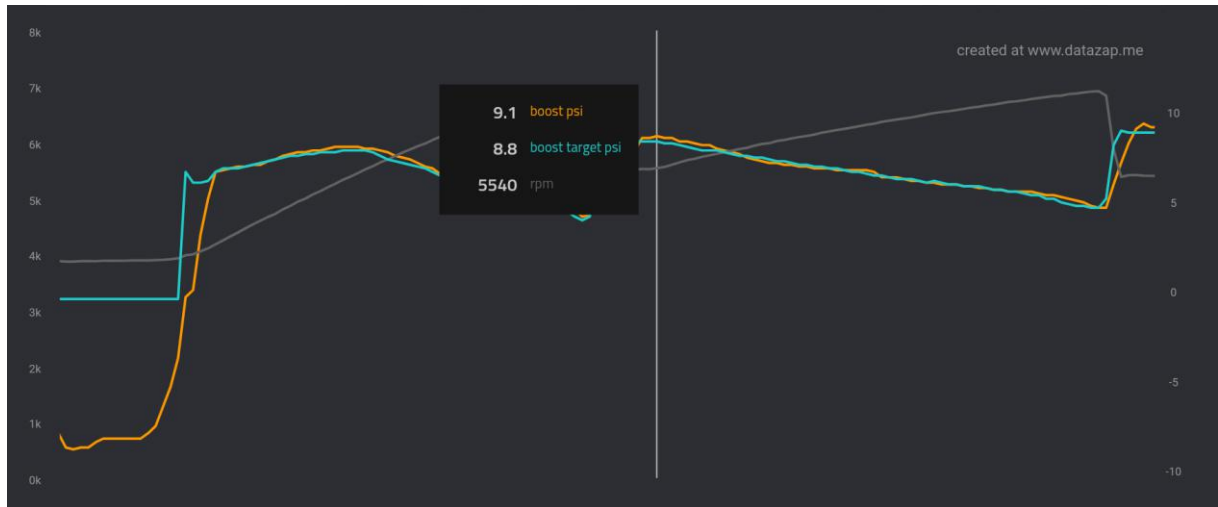 8k
created at www.datazap.me
7k
9.1 boost psi
10
6k
8.8 boost target psi
5540 rpm
5k
5
4k
0
3k
2k
-5
1k
-10
0k